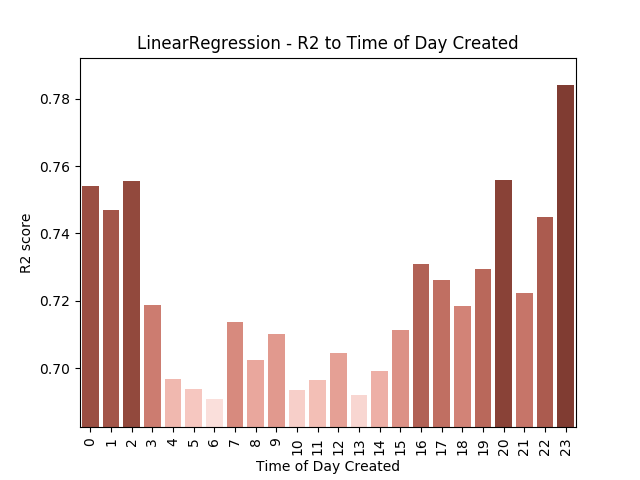 LinearRegression - R2 to Time of Day Created
0.78
0.76
0.74
0.72
0.70
R2 score
0 1 2 3 4 5 6 7 8 9 10 11 12 13 14 15 16 17 18 19 20 21 22 23
Time of Day Created